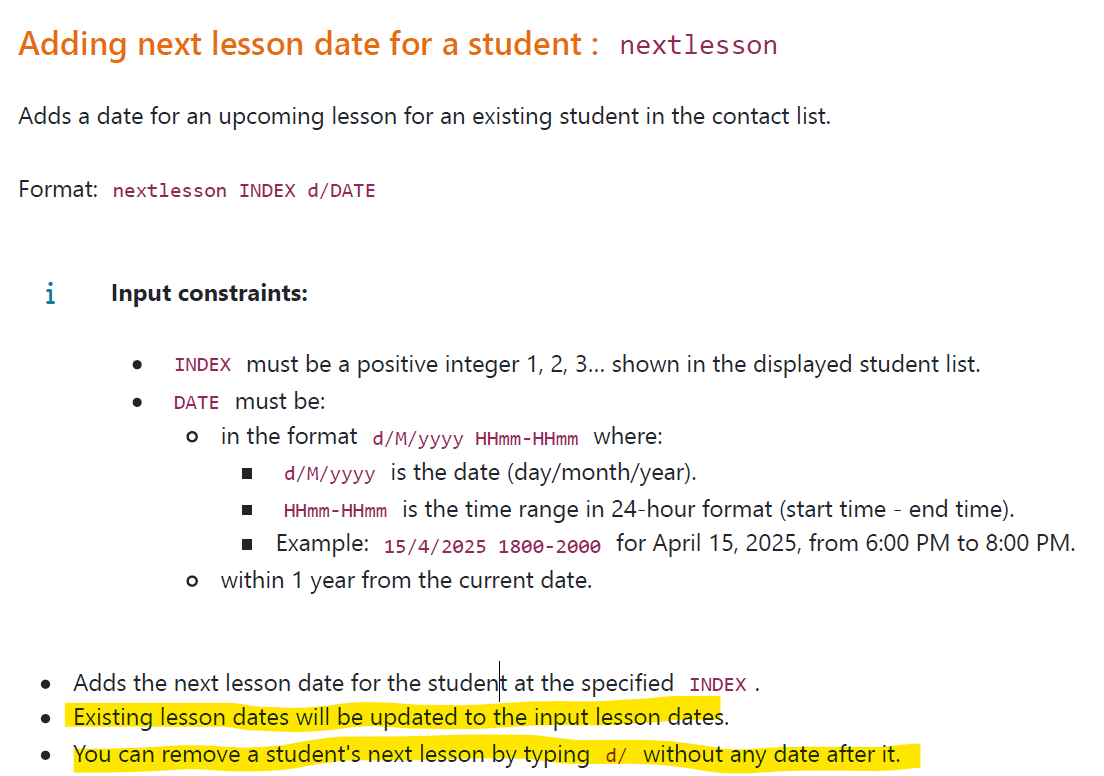 Adding next lesson date for a student : nextlesson
Adds a date for an upcoming lesson for an existing student in the contact list.
Format: nextlesson INDEX d/DATE
i Input constraints:
• INDEX must be a positive integer 1, 2, 3... shown in the displayed student list.
• DATE must be:
o in the format d/M/yyyy HHmm-HHmm where:
■ d/M/yyyy is the date (day/month/year).
■ HHmm-HHmm is the time range in 24-hour format (start time - end time).
■ Example: 15/4/2025 1800-2000 for April 15, 2025, from 6:00 PM to 8:00 PM.
o within 1 year from the current date.
• Adds the next lesson date for the student at the specified INDEX .
• Existing lesson dates will be updated to the input lesson dates.
• You can remove a student's next lesson by typing d/ without any date after it.